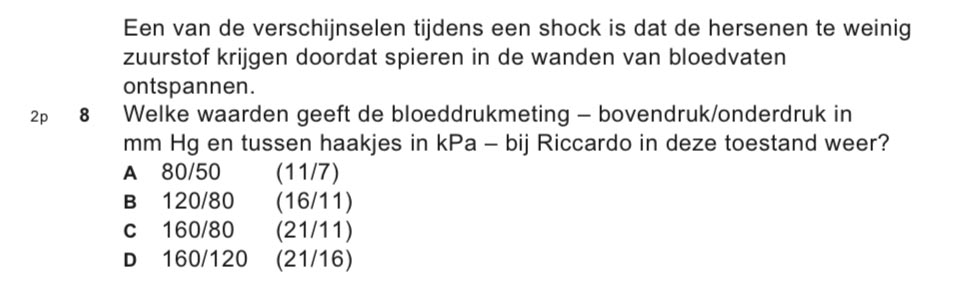 Een van de verschijnselen tijdens een shock is dat de hersenen te weinig
zuurstof krijgen doordat spieren in de wanden van bloedvaten
ontspannen.
2p 8 Welke waarden geeft de bloeddrukmeting – bovendruk/onderdruk in
mm Hg en tussen haakjes in kPa – bij Riccardo in deze toestand weer?
A 80/50 (11/7)
B 120/80 (16/11)
C 160/80 (21/11)
D 160/120 (21/16)